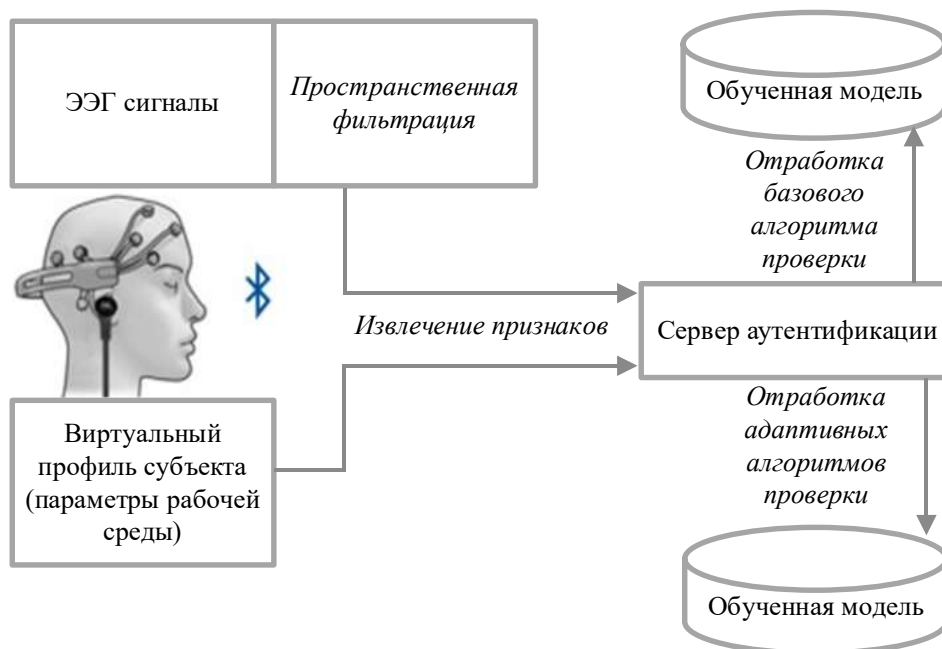 ЭЭГ сигналы
Пространственная
фильтрация
Обученная модель
Отработка
базового
алгоритма
проверки
Извлечение признаков
Сервер аутентификации
Виртуальный
профиль субъекта
(параметры рабочей
среды)
Отработка
адаптивных
алгоритмов
проверки
Обученная модель